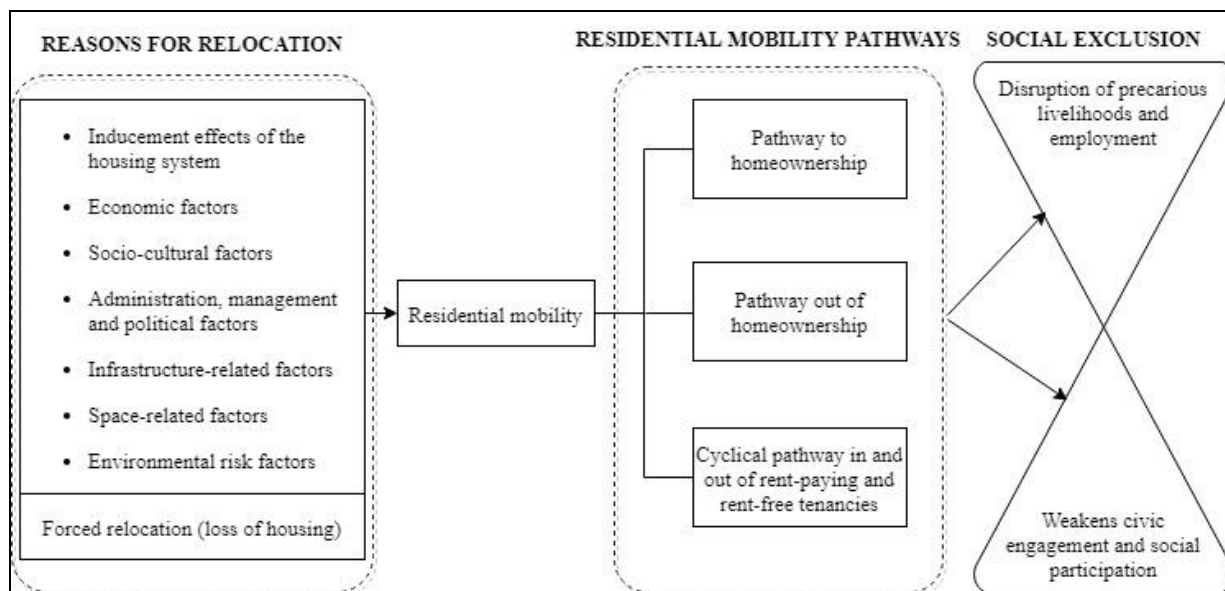 REASONS FOR RELOCATION
• Inducement effects of the
housing system
• Economic factors
• Socio-cultural factors
• Administration, management
and political factors
• Infrastructure-related factors
• Space-related factors
• Environmental risk factors
Forced relocation (loss of housing)
Residential mobility
RESIDENTIAL MOBILITY PATHWAYS
Pathway to
homeownership
Pathway out of
homeownership
Cyclical pathway in and
out of rent-paying and
rent-free tenancies
SOCIAL EXCLUSION
Disruption of precarious
livelihoods and
employment
Weakens civic
engagement and social
participation